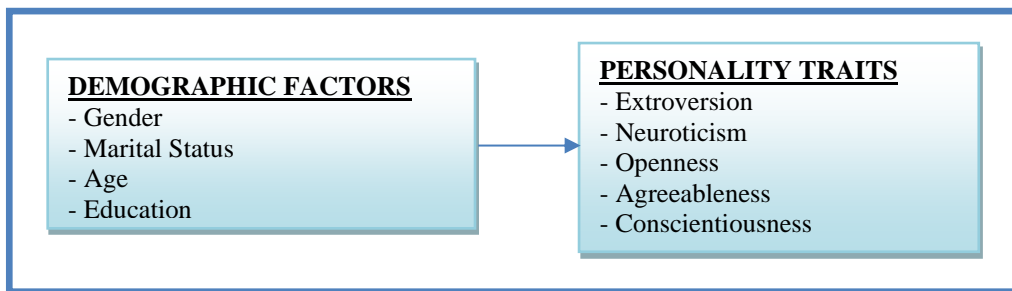 DEMOGRAPHIC FACTORS
- Gender
- Marital Status
- Age
- Education
PERSONALITY TRAITS
- Extroversion
- Neuroticism
- Openness
- Agreeableness
- Conscientiousness